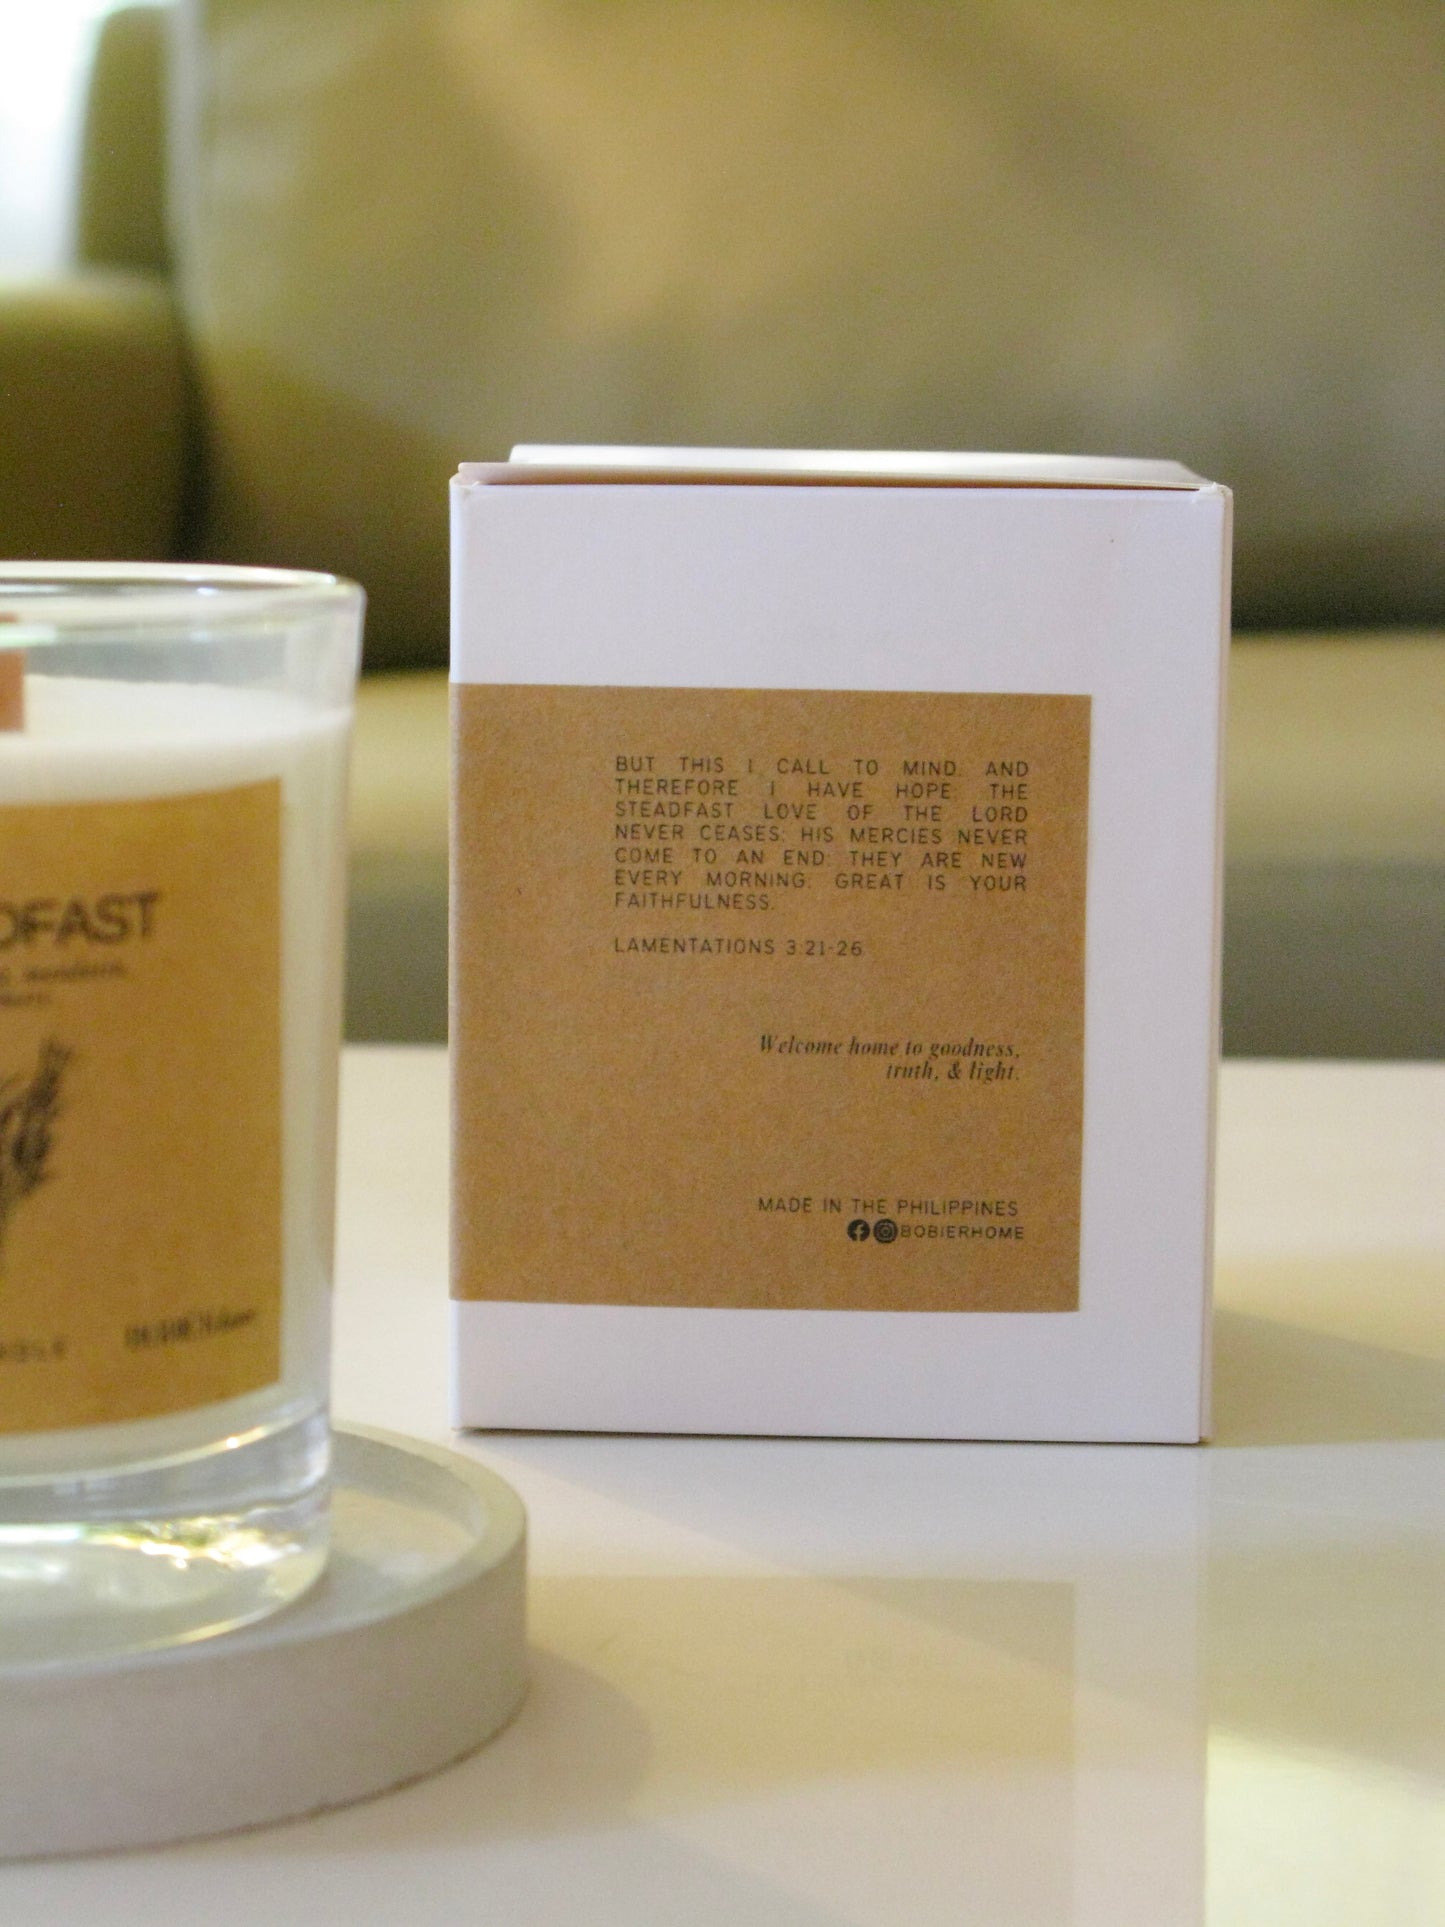 BUT THIS I CALL TO MIND, AND
THEREFORE I HAVE HOPE: THE
STEADFAST LOVE OF THE LORD
NEVER CEASES; HIS MERCIES NEVER
COME TO AN END; THEY ARE NEW
EVERY MORNING; GREAT IS YOUR
FAITHFULNESS.
LAMENTATIONS 3:21-26
Welcome home to goodness,
truth, & light.
MADE IN THE PHILIPPINES
BOBIERHOME
DFAST